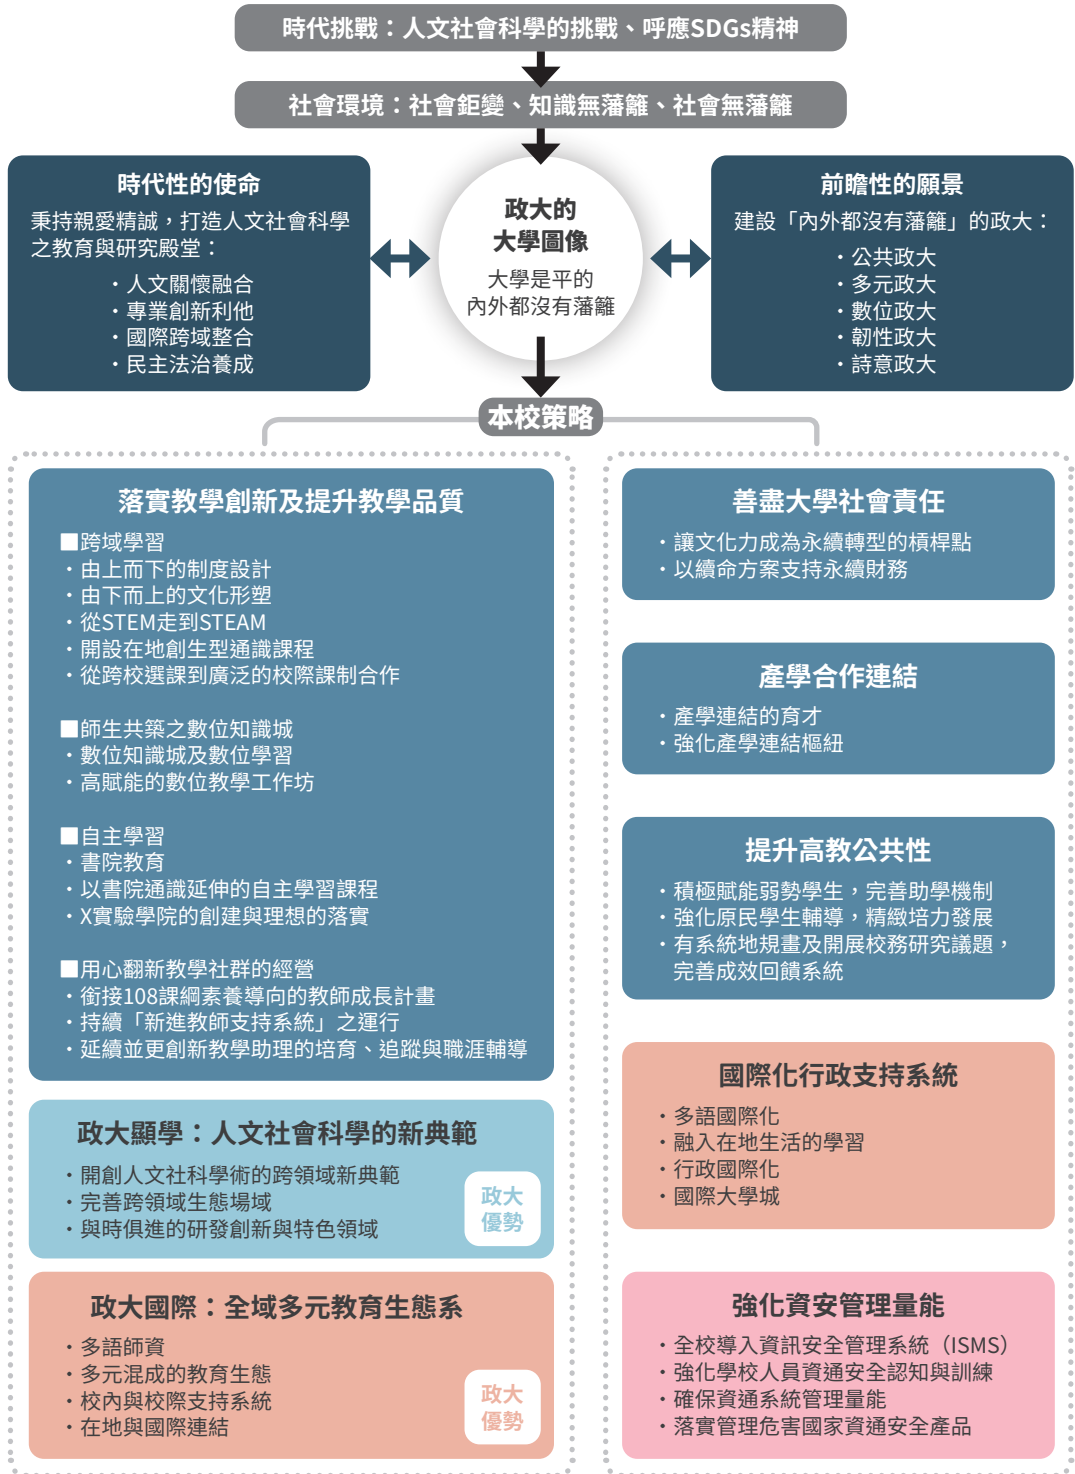 時代挑戰：人文社會科學的挑戰、呼應SDGs精神
社會環境：社會鉅變、知識無藩籬、社會無藩籬
時代性的使命
秉持親愛精誠，打造人文社會科學
之教育與研究殿堂：
・人文關懷融合
・專業創新利他
・國際跨域整合
・民主法治養成
政大的
大學圖像
大學是平的
內外都沒有藩籬
前瞻性的願景
建設「內外都沒有藩籬」的政大：
・公共政大
・多元政大
・數位政大
・韌性政大
・詩意政大
本校策略
落實教學創新及提升教學品質
■跨域學習
・由上而下的制度設計
・由下而上的文化形塑
・從STEM走到STEAM
・開設在地創生型通識課程
・從跨校選課到廣泛的校際課制合作
■師生共築之數位知識城
・數位知識城及數位學習
・高賦能的數位教學工作坊
■自主學習
・書院教育
・以書院通識延伸的自主學習課程
・X實驗學院的創建與理想的落實
■用心翻新教學社群的經營
・銜接108課綱素養導向的教師成長計畫
・持續「新進教師支持系統」之運行
・延續並更創新教學助理的培育、追蹤與職涯輔導
政大顯學：人文社會科學的新典範
・開創人文社科學術的跨領域新典範
・完善跨領域生態場域
・與時俱進的研發創新與特色領域
政大
優勢
政大國際：全域多元教育生態系
・多語師資
・多元混成的教育生態
・校內與校際支持系統
・在地與國際連結
政大
優勢
善盡大學社會責任
・讓文化力成為永續轉型的槓桿點
・以續命方案支持永續財務
產學合作連結
・產學連結的育才
・強化產學連結樞紐
提升高教公共性
・積極賦能弱勢學生，完善助學機制
・強化原民學生輔導，精緻培力發展
・有系統地規畫及開展校務研究議題，
完善成效回饋系統
國際化行政支持系統
・多語國際化
・融入在地生活的學習
・行政國際化
・國際大學城
強化資安管理量能
・全校導入資訊安全管理系統（ISMS）
・強化學校人員資通安全認知與訓練
・確保資通系統管理量能
・落實管理危害國家資通安全產品